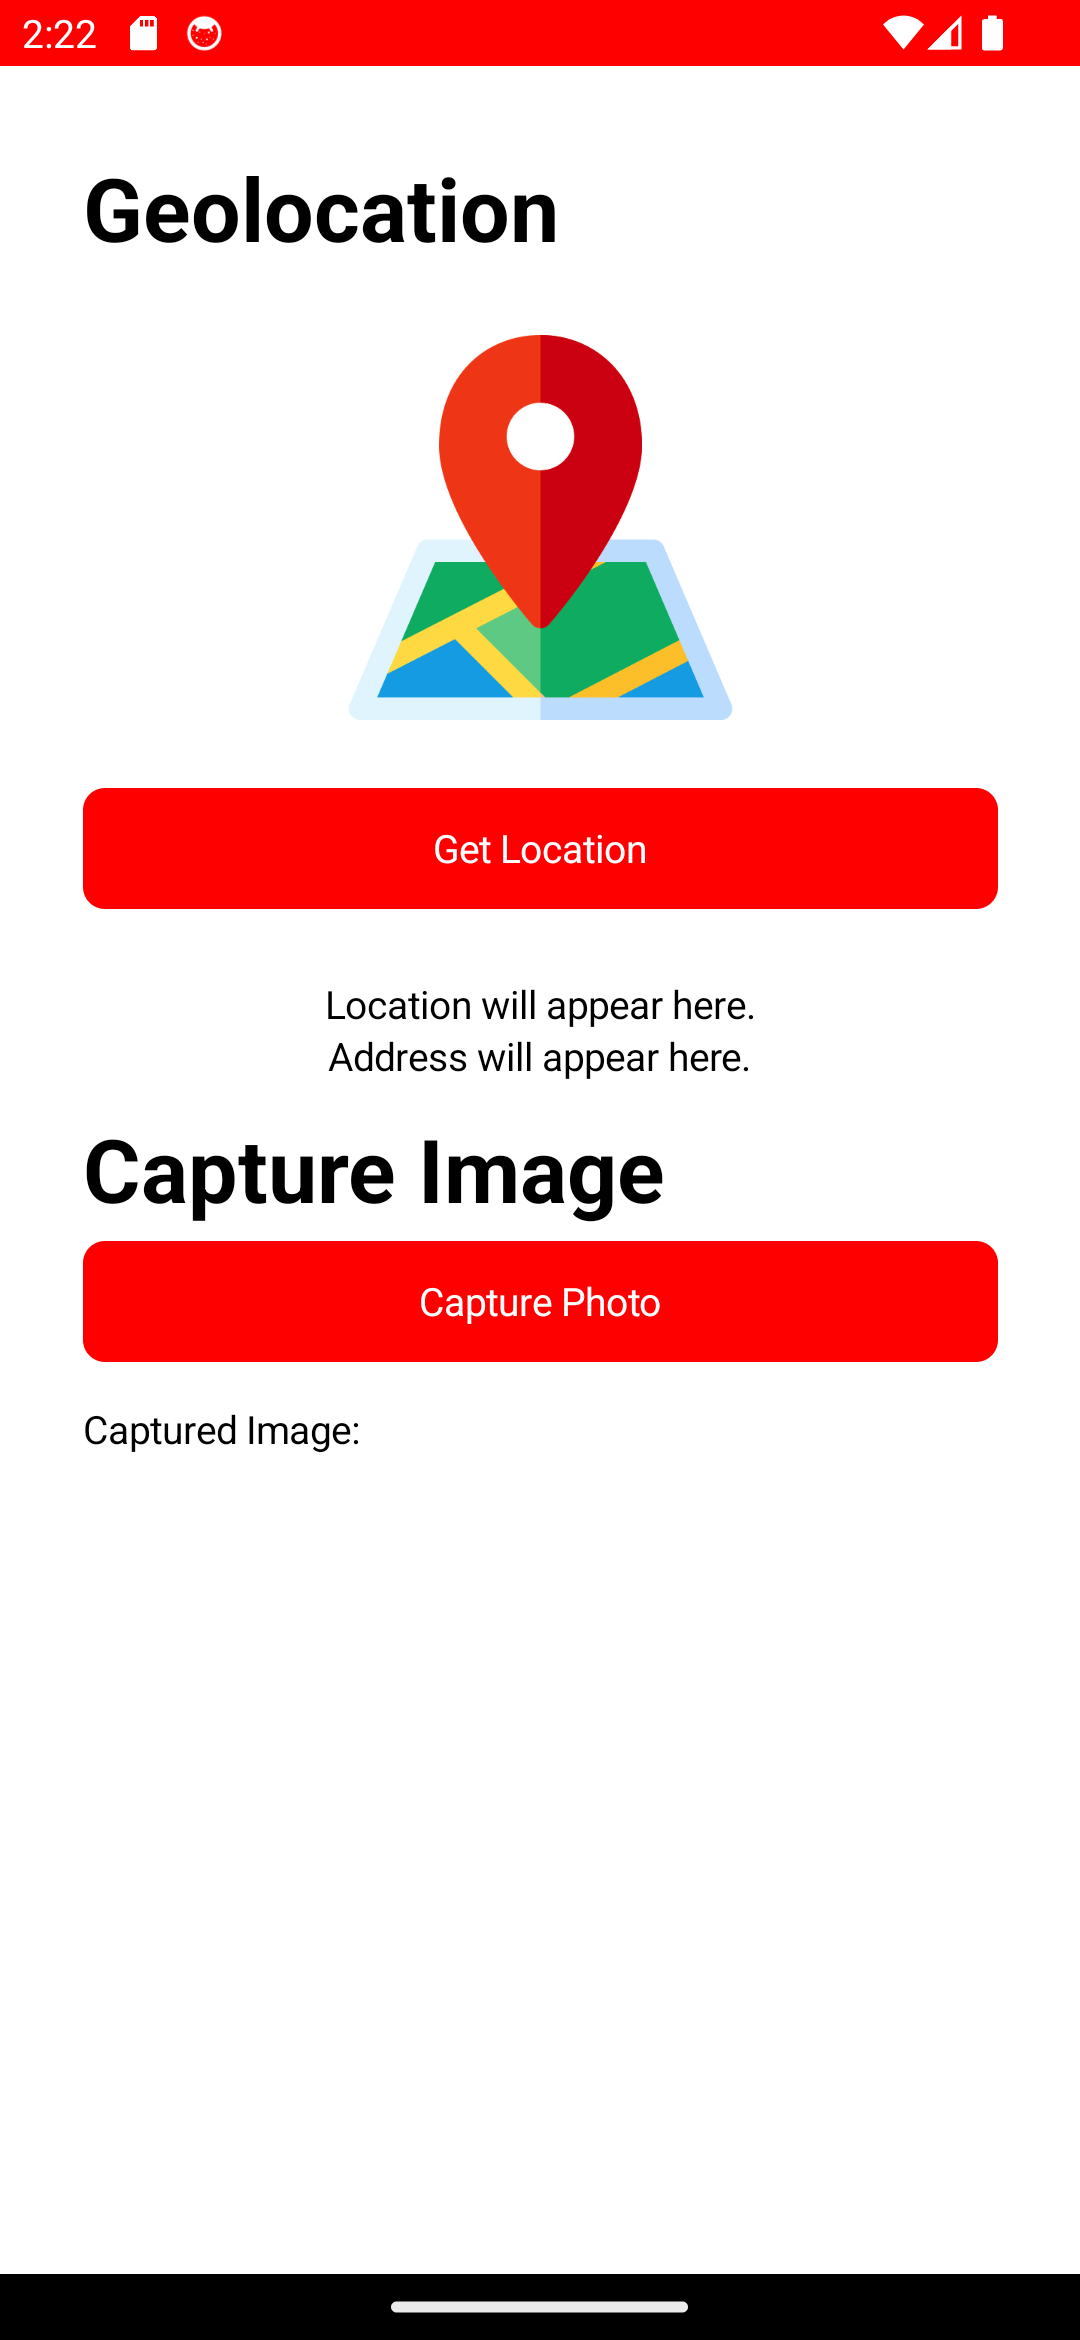 2:22
Geolocation
Get Location
Location will appear here.
Address will appear here.
Capture Image
Capture Photo
Captured Image: